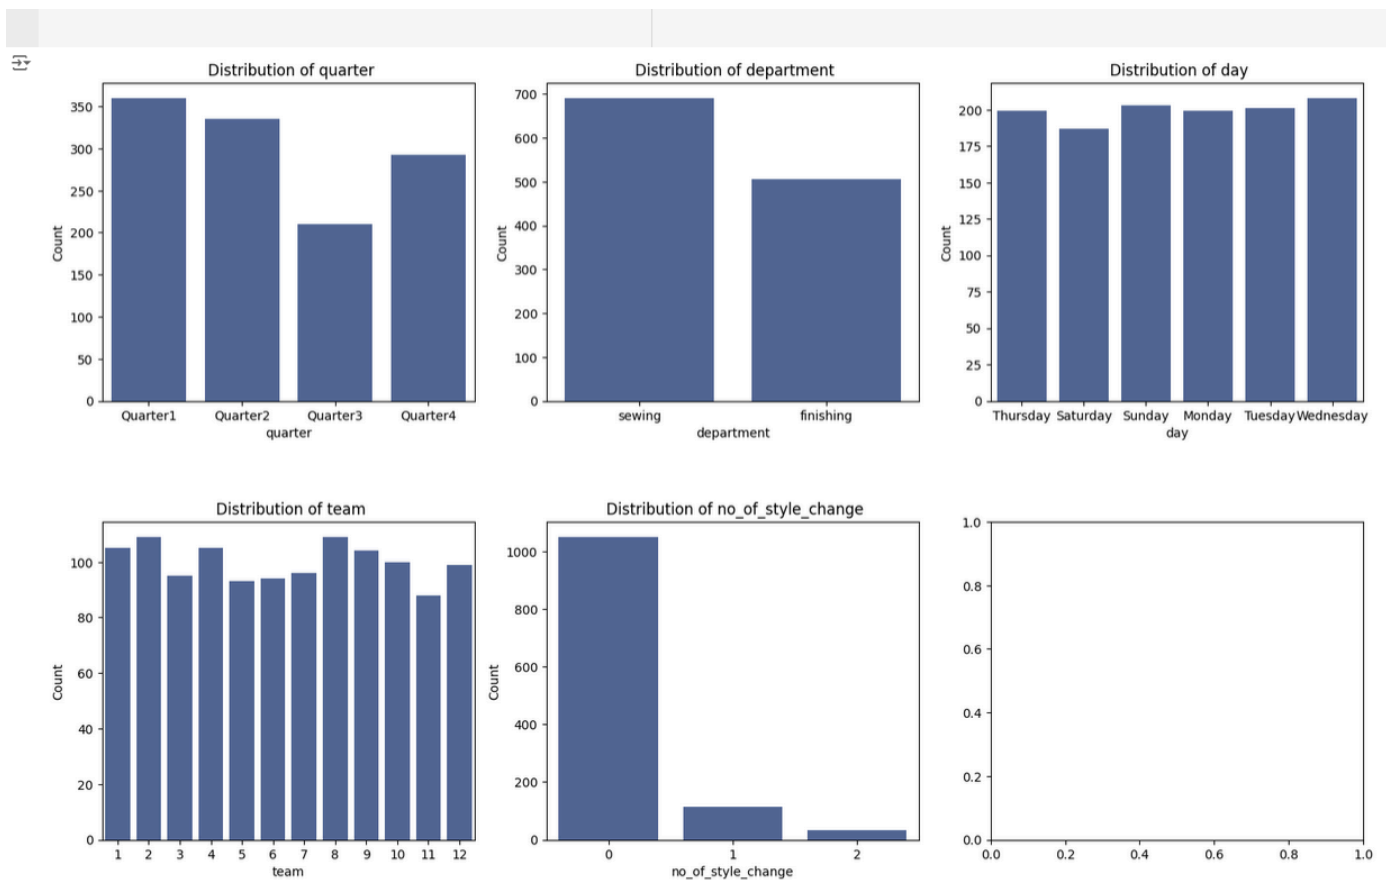 Distribution of quarter
350
300
250
200
150
100
50
0
Count
Quarter1 Quarter2 Quarter3 Quarter4
quarter
Distribution of department
700
600
500
400
300
200
100
0
Count
sewing finishing
department
Distribution of day
200
175
150
125
100
75
50
25
0
Count
Thursday Saturday Sunday Monday Tuesday Wednesday
day
Distribution of team
100
80
60
40
20
0
Count
1 2 3 4 5 6 7 8 9 10 11 12
team
Distribution of no_of_style_change
1000
800
600
400
200
0
Count
0 1 2
no_of_style_change
1.0
0.8
0.6
0.4
0.2
0.0
0.0 0.2 0.4 0.6 0.8 1.0